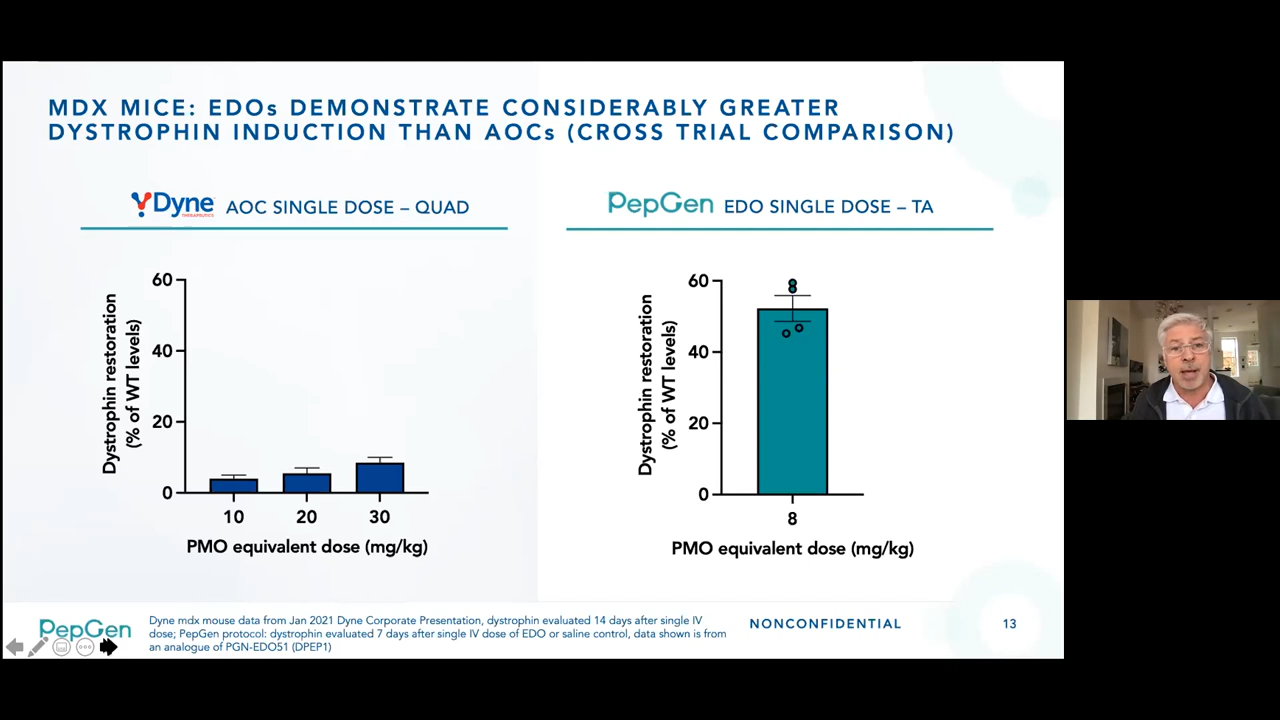 MDX MICE: EDOs DEMONSTRATE CONSIDERABLY GREATER
DYSTROPHIN INDUCTION THAN AOCs (CROSS TRIAL COMPARISON)
Dyne
THERAPEUTICS
AOC SINGLE DOSE – QUAD
Dystrophin restoration
(% of WT levels)
60
40
20
0
10 20 30
PMO equivalent dose (mg/kg)
PepGen EDO SINGLE DOSE – TA
Dystrophin restoration
(% of WT levels)
60
40
20
0
8
PMO equivalent dose (mg/kg)
PepGen
Dyne mdx mouse data from Jan 2021 Dyne Corporate Presentation, dystrophin evaluated 14 days after single IV
dose; PepGen protocol: dystrophin evaluated 7 days after single IV dose of EDO or saline control, data shown is from
an analogue of PGN-EDO51 (DPEP1)
NONCONFIDENTIAL
13